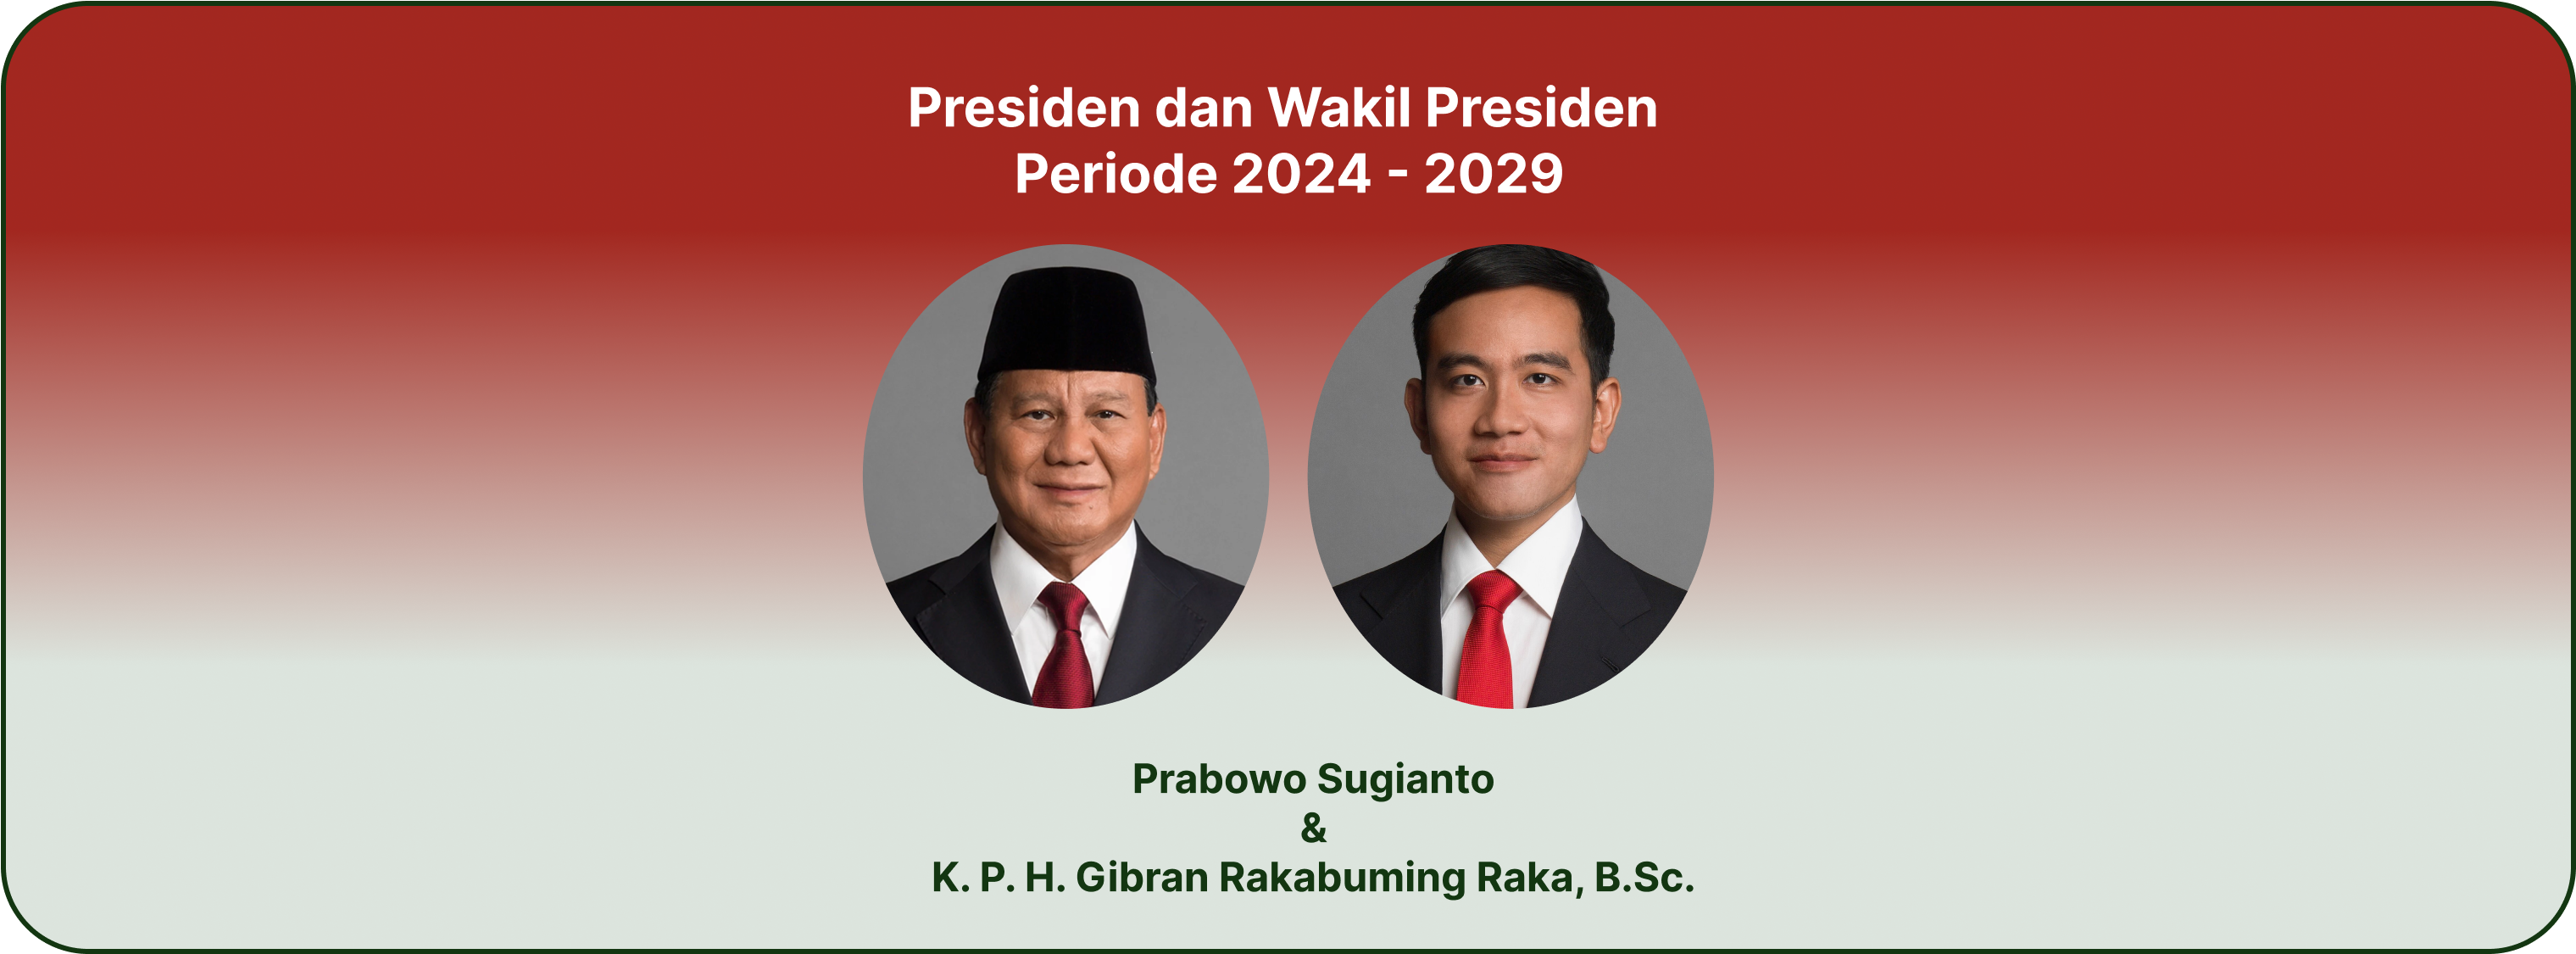 Presiden dan Wakil Presiden
Periode 2024 - 2029
Prabowo Sugianto
&
K. P. H. Gibran Rakabuming Raka, B.Sc.